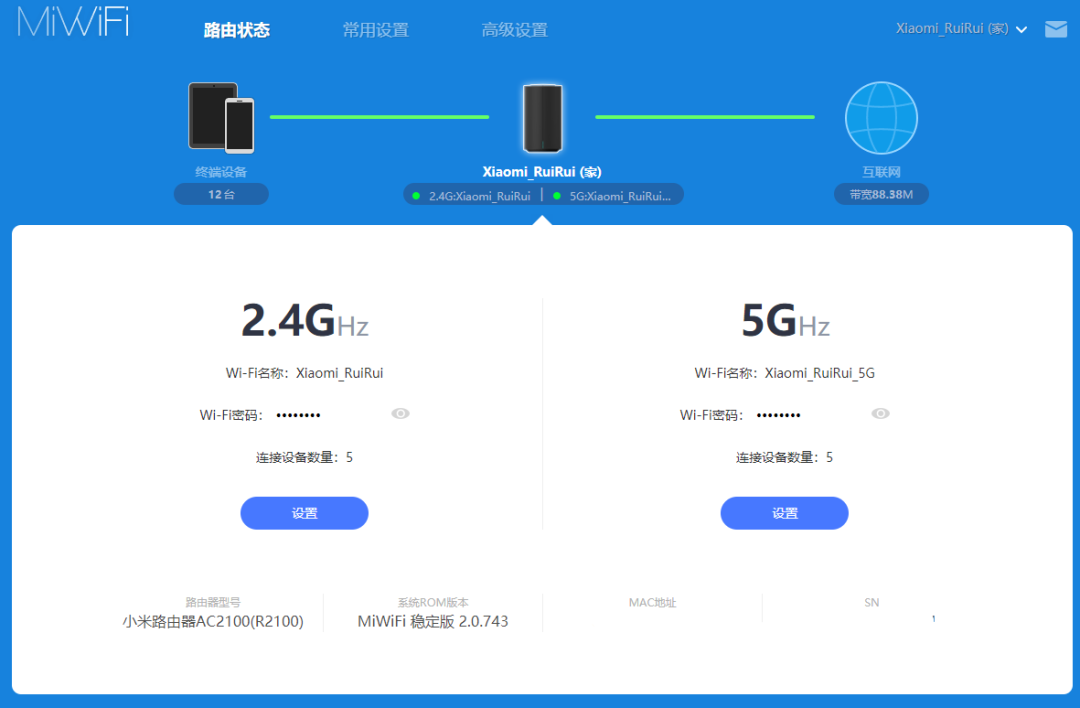 MiWiFi 路由状态 常用设置 高级设置 Xiaomi_RuiRui (家)
终端设备 Xiaomi_RuiRui (家) 互联网
12 台 2.4G:Xiaomi_RuiRui | 5G:Xiaomi_RuiRui... 带宽88.38M
2.4GHz
Wi-Fi名称: Xiaomi_RuiRui
Wi-Fi密码: ••••••••
连接设备数量: 5
设置
5GHz
Wi-Fi名称: Xiaomi_RuiRui_5G
Wi-Fi密码: ••••••••
连接设备数量: 5
设置
路由器型号
小米路由器AC2100(R2100)
系统ROM版本
MiWiFi 稳定版 2.0.743
MAC地址
SN